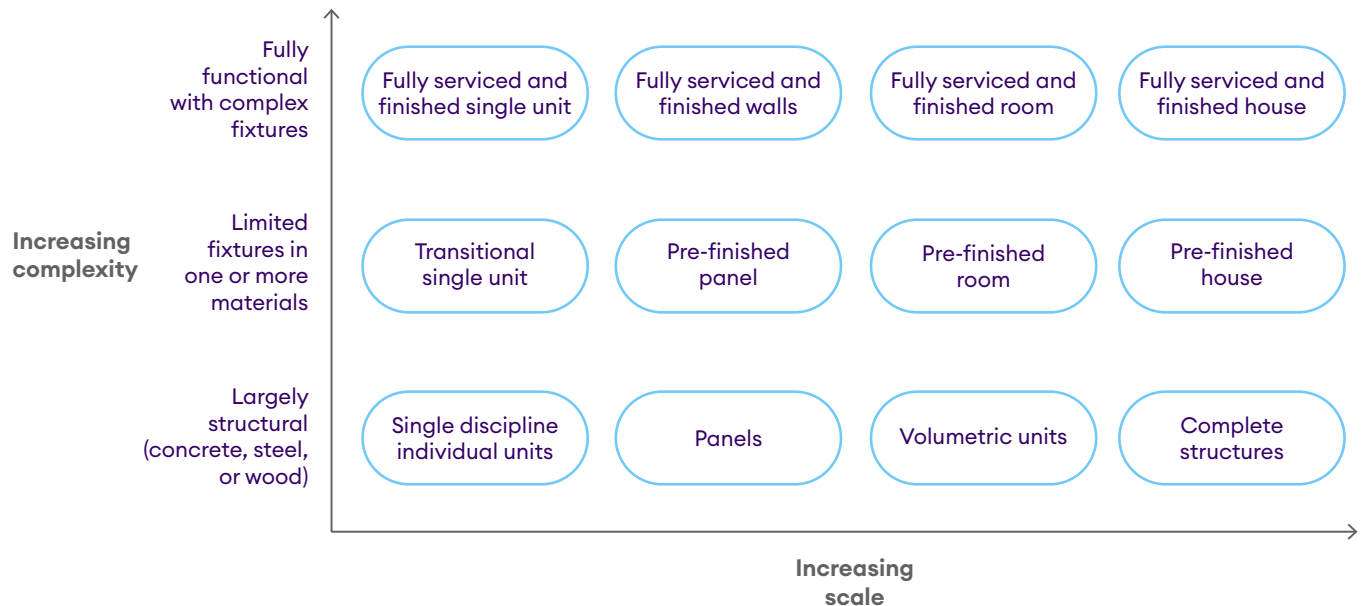 Fully
functional
with complex
fixtures
Fully serviced and
finished single unit
Fully serviced and
finished walls
Fully serviced and
finished room
Fully serviced and
finished house
Increasing
complexity
Limited
fixtures in
one or more
materials
Transitional
single unit
Pre-finished
panel
Pre-finished
room
Pre-finished
house
Largely
structural
(concrete, steel,
or wood)
Single discipline
individual units
Panels
Volumetric units
Complete
structures
Increasing
scale